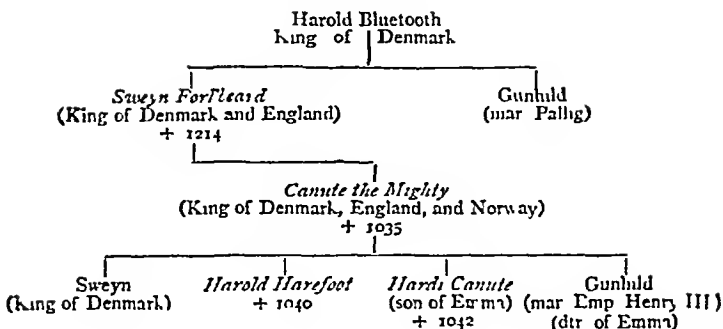 Harold Bluetooth
King of Denmark
Sweyn Forkbeard
Gunhild
(King of Denmark and England)
(mar Pallig)
+ 1214
Canute the Mighty
(King of Denmark, England, and Norway)
+ 1035
Sweyn
Harold Harefoot
Hardi Canute
Gunhild
(King of Denmark)
+ 1040
(son of Emma)
(mar Emp Henry III)
+ 1042
(dtr of Emma)